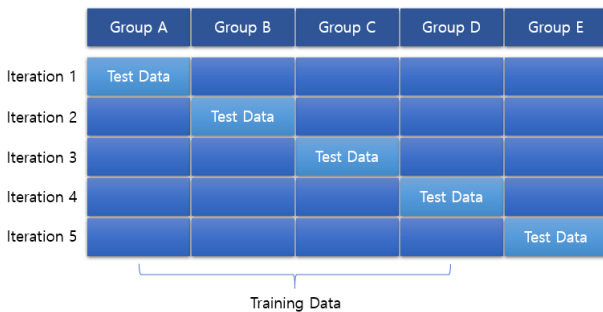 Group A Group B Group C Group D Group E
Iteration 1 Test Data
Iteration 2 Test Data
Iteration 3 Test Data
Iteration 4 Test Data
Iteration 5 Test Data
Training Data